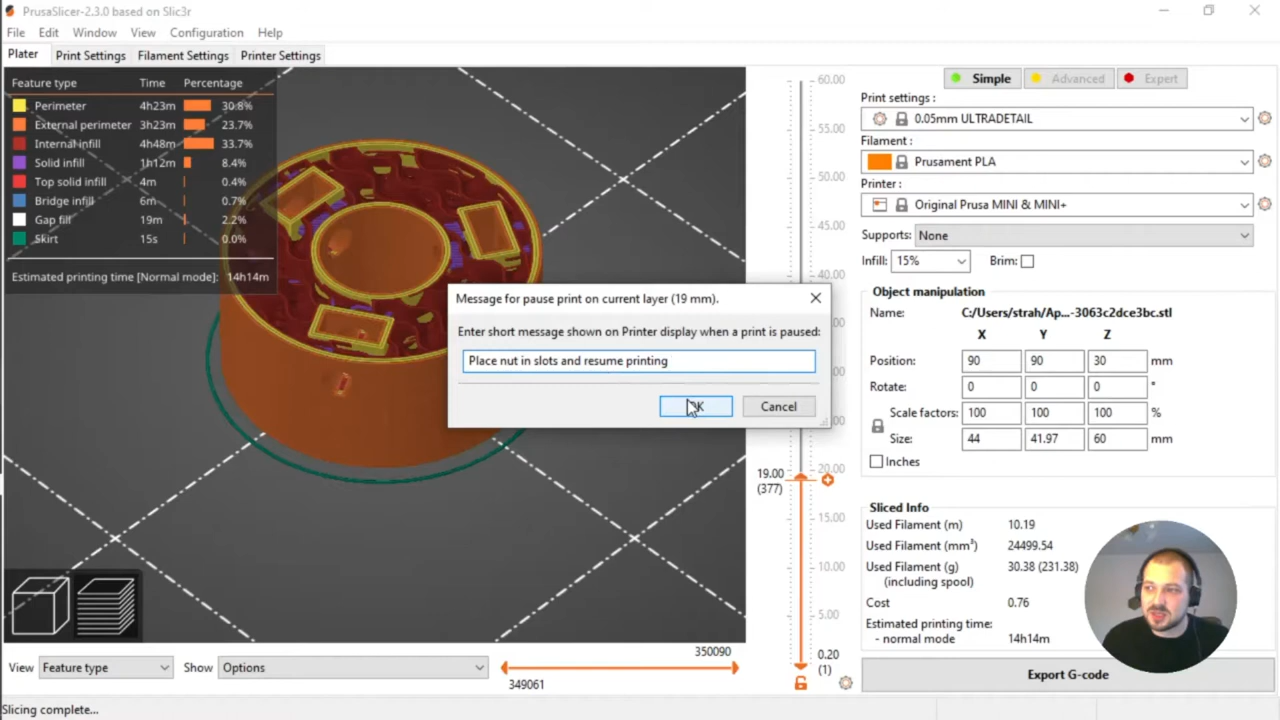 PrusaSlicer-2.3.0 based on Slic3r
File Edit Window View Configuration Help
Plater Print Settings Filament Settings Printer Settings
Feature type Time Percentage
Perimeter 4h23m 30.8%
External perimeter 3h23m 23.7%
Internal infill 4h48m 33.7%
Solid infill 1h12m 8.4%
Top solid infill 4m 0.4%
Bridge infill 6m 0.7%
Gap fill 19m 2.2%
Skirt 15s 0.0%
Estimated printing time [Normal mode]: 14h14m
Message for pause print on current layer (19 mm).
Enter short message shown on Printer display when a print is paused:
Place nut in slots and resume printing
OK Cancel
60.00
55.00
50.00
45.00
40.00
20.00
19.00
(377)
15.00
10.00
5.00
0.20
(1)
View Feature type Show Options
350090
349061
Slicing complete...
Simple Advanced Expert
Print settings :
0.05mm ULTRADETAIL
Filament :
Prusament PLA
Printer :
Original Prusa MINI & MINI+
Supports: None
Infill: 15% Brim:
Object manipulation
Name: C:/Users/strah/Ap...-3063c2dce3bc.stl
X Y Z
Position: 90 90 30 mm
Rotate: 0 0 0 °
Scale factors: 100 100 100 %
Size: 44 41.97 60 mm
Inches
Sliced Info
Used Filament (m) 10.19
Used Filament (mm³) 24499.54
Used Filament (g) 30.38 (231.38)
(including spool)
Cost 0.76
Estimated printing time:
- normal mode 14h14m
Export G-code